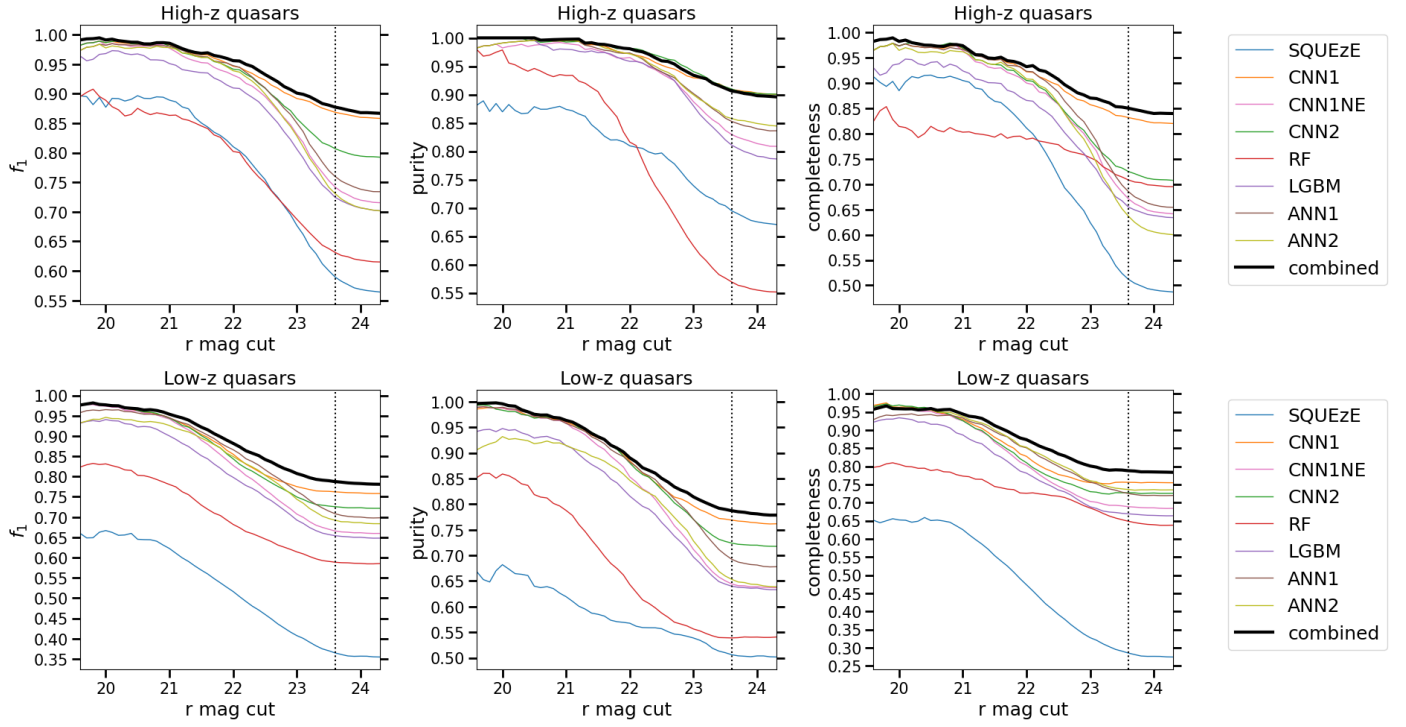 High-z quasars
High-z quasars
High-z quasars
1.00
0.95
0.90
0.85
0.80
0.75
0.70
0.65
0.60
0.55
f1
20 21 22 23 24
r mag cut
1.00
0.95
0.90
0.85
0.80
0.75
0.70
0.65
0.60
0.55
purity
20 21 22 23 24
r mag cut
1.00
0.95
0.90
0.85
0.80
0.75
0.70
0.65
0.60
0.55
0.50
completeness
20 21 22 23 24
r mag cut
SQUEzE
CNN1
CNN1NE
CNN2
RF
LGBM
ANN1
ANN2
combined
Low-z quasars
Low-z quasars
Low-z quasars
1.00
0.95
0.90
0.85
0.80
0.75
0.70
0.65
0.60
0.55
0.50
0.45
0.40
0.35
f1
20 21 22 23 24
r mag cut
1.00
0.95
0.90
0.85
0.80
0.75
0.70
0.65
0.60
0.55
0.50
purity
20 21 22 23 24
r mag cut
1.00
0.95
0.90
0.85
0.80
0.75
0.70
0.65
0.60
0.55
0.50
0.45
0.40
0.35
0.30
0.25
completeness
20 21 22 23 24
r mag cut
SQUEzE
CNN1
CNN1NE
CNN2
RF
LGBM
ANN1
ANN2
combined